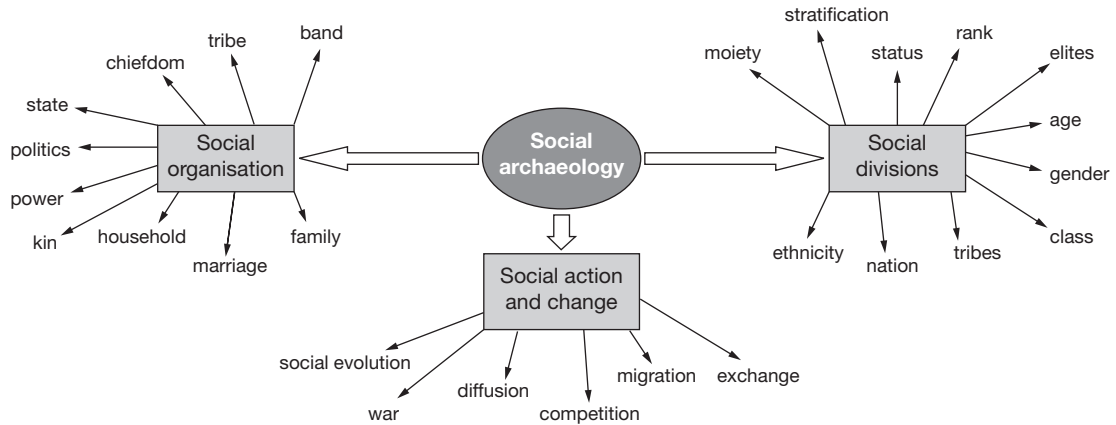 band
tribe
chiefdom
state
politics
power
kin
household
marriage
family
Social
organisation
Social
archaeology
stratification
moiety
status
rank
elites
age
gender
class
tribes
nation
ethnicity
Social
divisions
Social action
and change
social evolution
war
diffusion
competition
migration
exchange